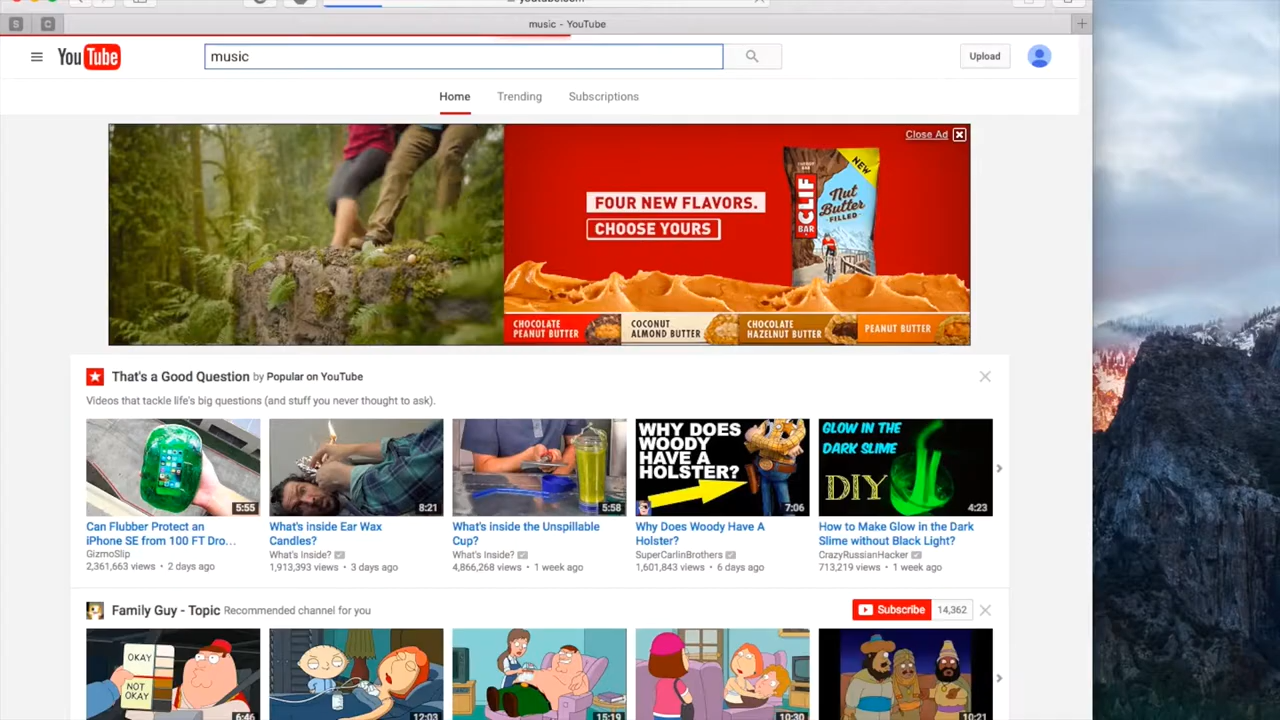 youtube.com
S
C
music - YouTube
YouTube
music
Upload
Home
Trending
Subscriptions
Close Ad
FOUR NEW FLAVORS.
CHOOSE YOURS
NEW
CLIF
BAR
Nut
Butter
FILLED
CHOCOLATE
PEANUT BUTTER
COCONUT
ALMOND BUTTER
CHOCOLATE
HAZELNUT BUTTER
PEANUT BUTTER
That's a Good Question by Popular on YouTube
Videos that tackle life's big questions (and stuff you never thought to ask).
5:55
Can Flubber Protect an
iPhone SE from 100 FT Dro...
GizmoSlip
2,361,663 views • 2 days ago
8:21
What's inside Ear Wax
Candles?
What's Inside?
1,913,393 views • 3 days ago
5:58
What's inside the Unspillable
Cup?
What's Inside?
4,866,268 views • 1 week ago
WHY DOES
WOODY
HAVE A
HOLSTER?
7:06
Why Does Woody Have A
Holster?
SuperCarlinBrothers
1,601,843 views • 6 days ago
GLOW IN THE
DARK SLIME
DIY
4:23
How to Make Glow in the Dark
Slime without Black Light?
CrazyRussianHacker
713,219 views • 1 week ago
Family Guy - Topic Recommended channel for you
Subscribe 14,362
OKAY
NOT
OKAY
6:46
12:03
15:19
10:30
10:21